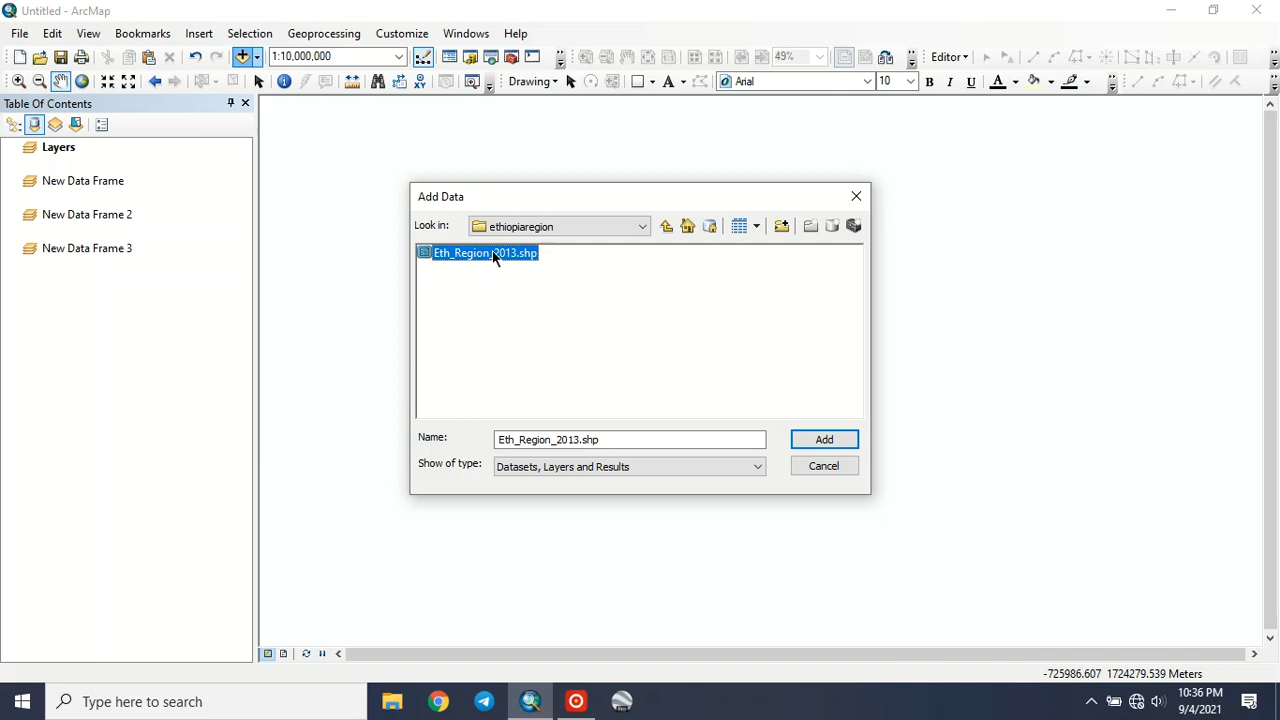 Untitled - ArcMap
File Edit View Bookmarks Insert Selection Geoprocessing Customize Windows Help
1:10,000,000 49% Editor
Drawing Arial 10 B I U A
Table Of Contents
Layers
New Data Frame
New Data Frame 2
New Data Frame 3
Add Data
Look in: ethiopiaregion
Eth_Region_2013.shp
Name: Eth_Region_2013.shp Add
Show of type: Datasets, Layers and Results Cancel
-725986.607 1724279.539 Meters
Type here to search
10:36 PM
9/4/2021